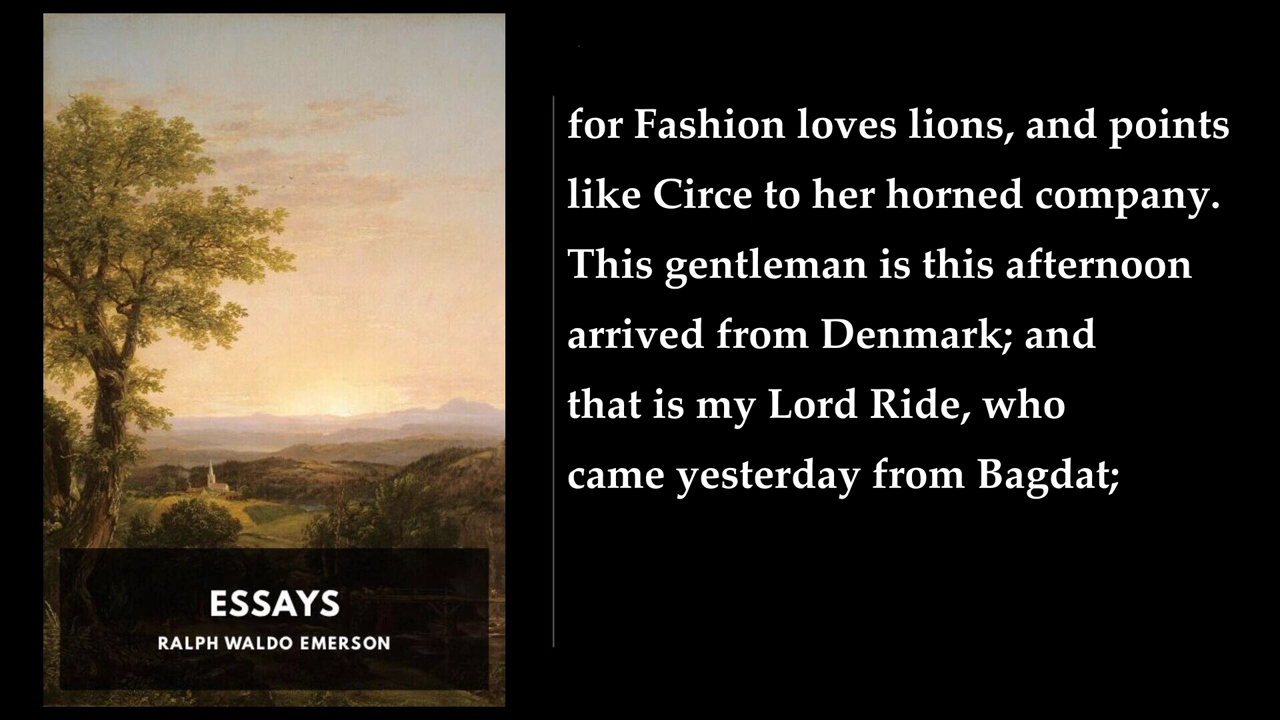 ESSAYS
RALPH WALDO EMERSON
for Fashion loves lions, and points
like Circe to her horned company.
This gentleman is this afternoon
arrived from Denmark; and
that is my Lord Ride, who
came yesterday from Bagdat;